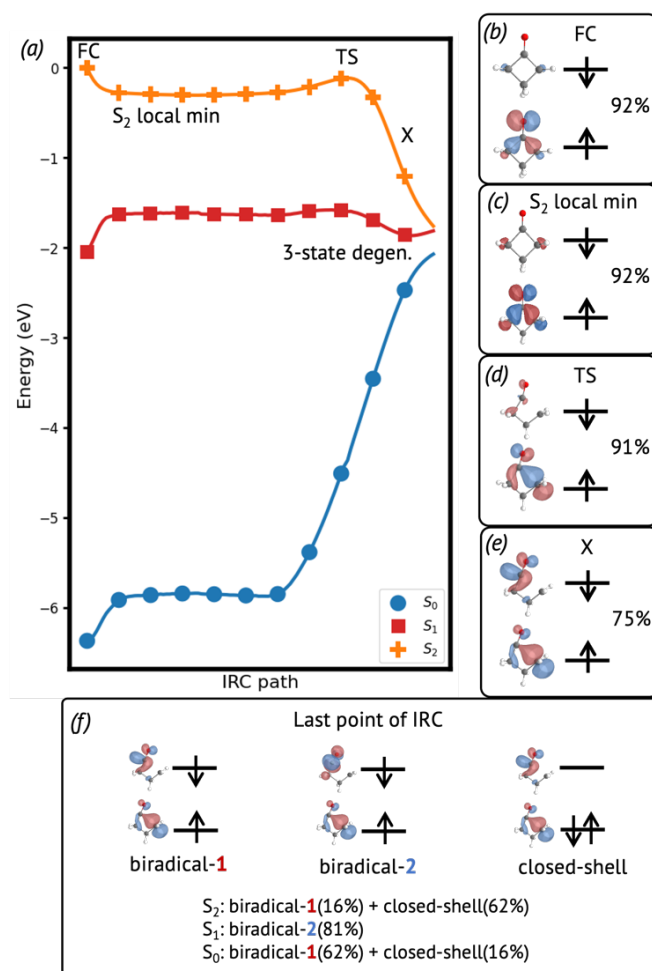 (a)
FC
TS
S₂ local min
X
3-state degen.
Energy (eV)
0
−1
−2
−3
−4
−5
−6
S₀
S₁
S₂
IRC path
(b)
FC
92%
(c)
S₂ local min
92%
(d)
TS
91%
(e)
X
75%
(f)
Last point of IRC
biradical-1
biradical-2
closed-shell
S₂: biradical-1(16%) + closed-shell(62%)
S₁: biradical-2(81%)
S₀: biradical-1(62%) + closed-shell(16%)